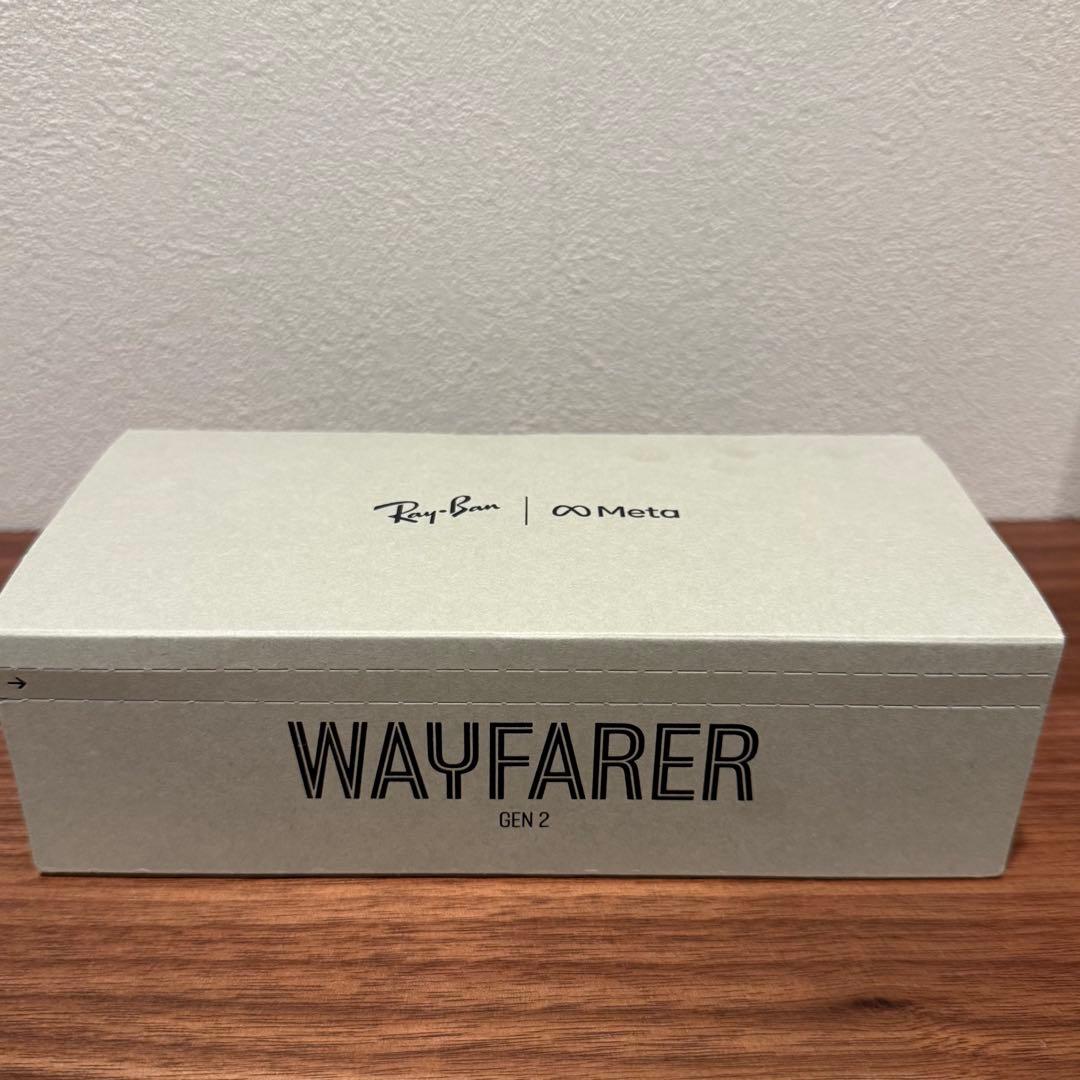 Ray-Ban | Meta
→
WAYFARER
GEN 2